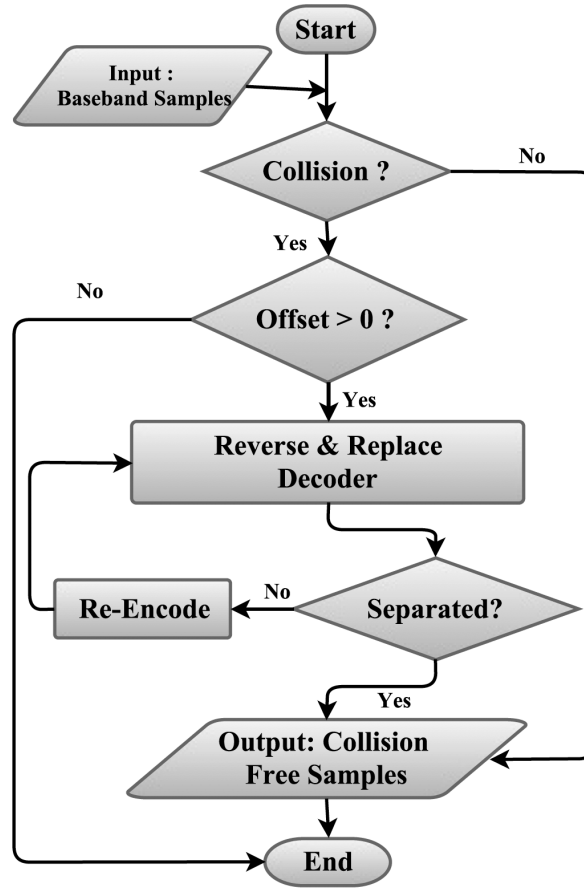 Start
Input :
Baseband Samples
Collision ?
No
Yes
No
Offset > 0 ?
Yes
Reverse & Replace
Decoder
No
Re-Encode
Separated?
Yes
Output: Collision
Free Samples
End